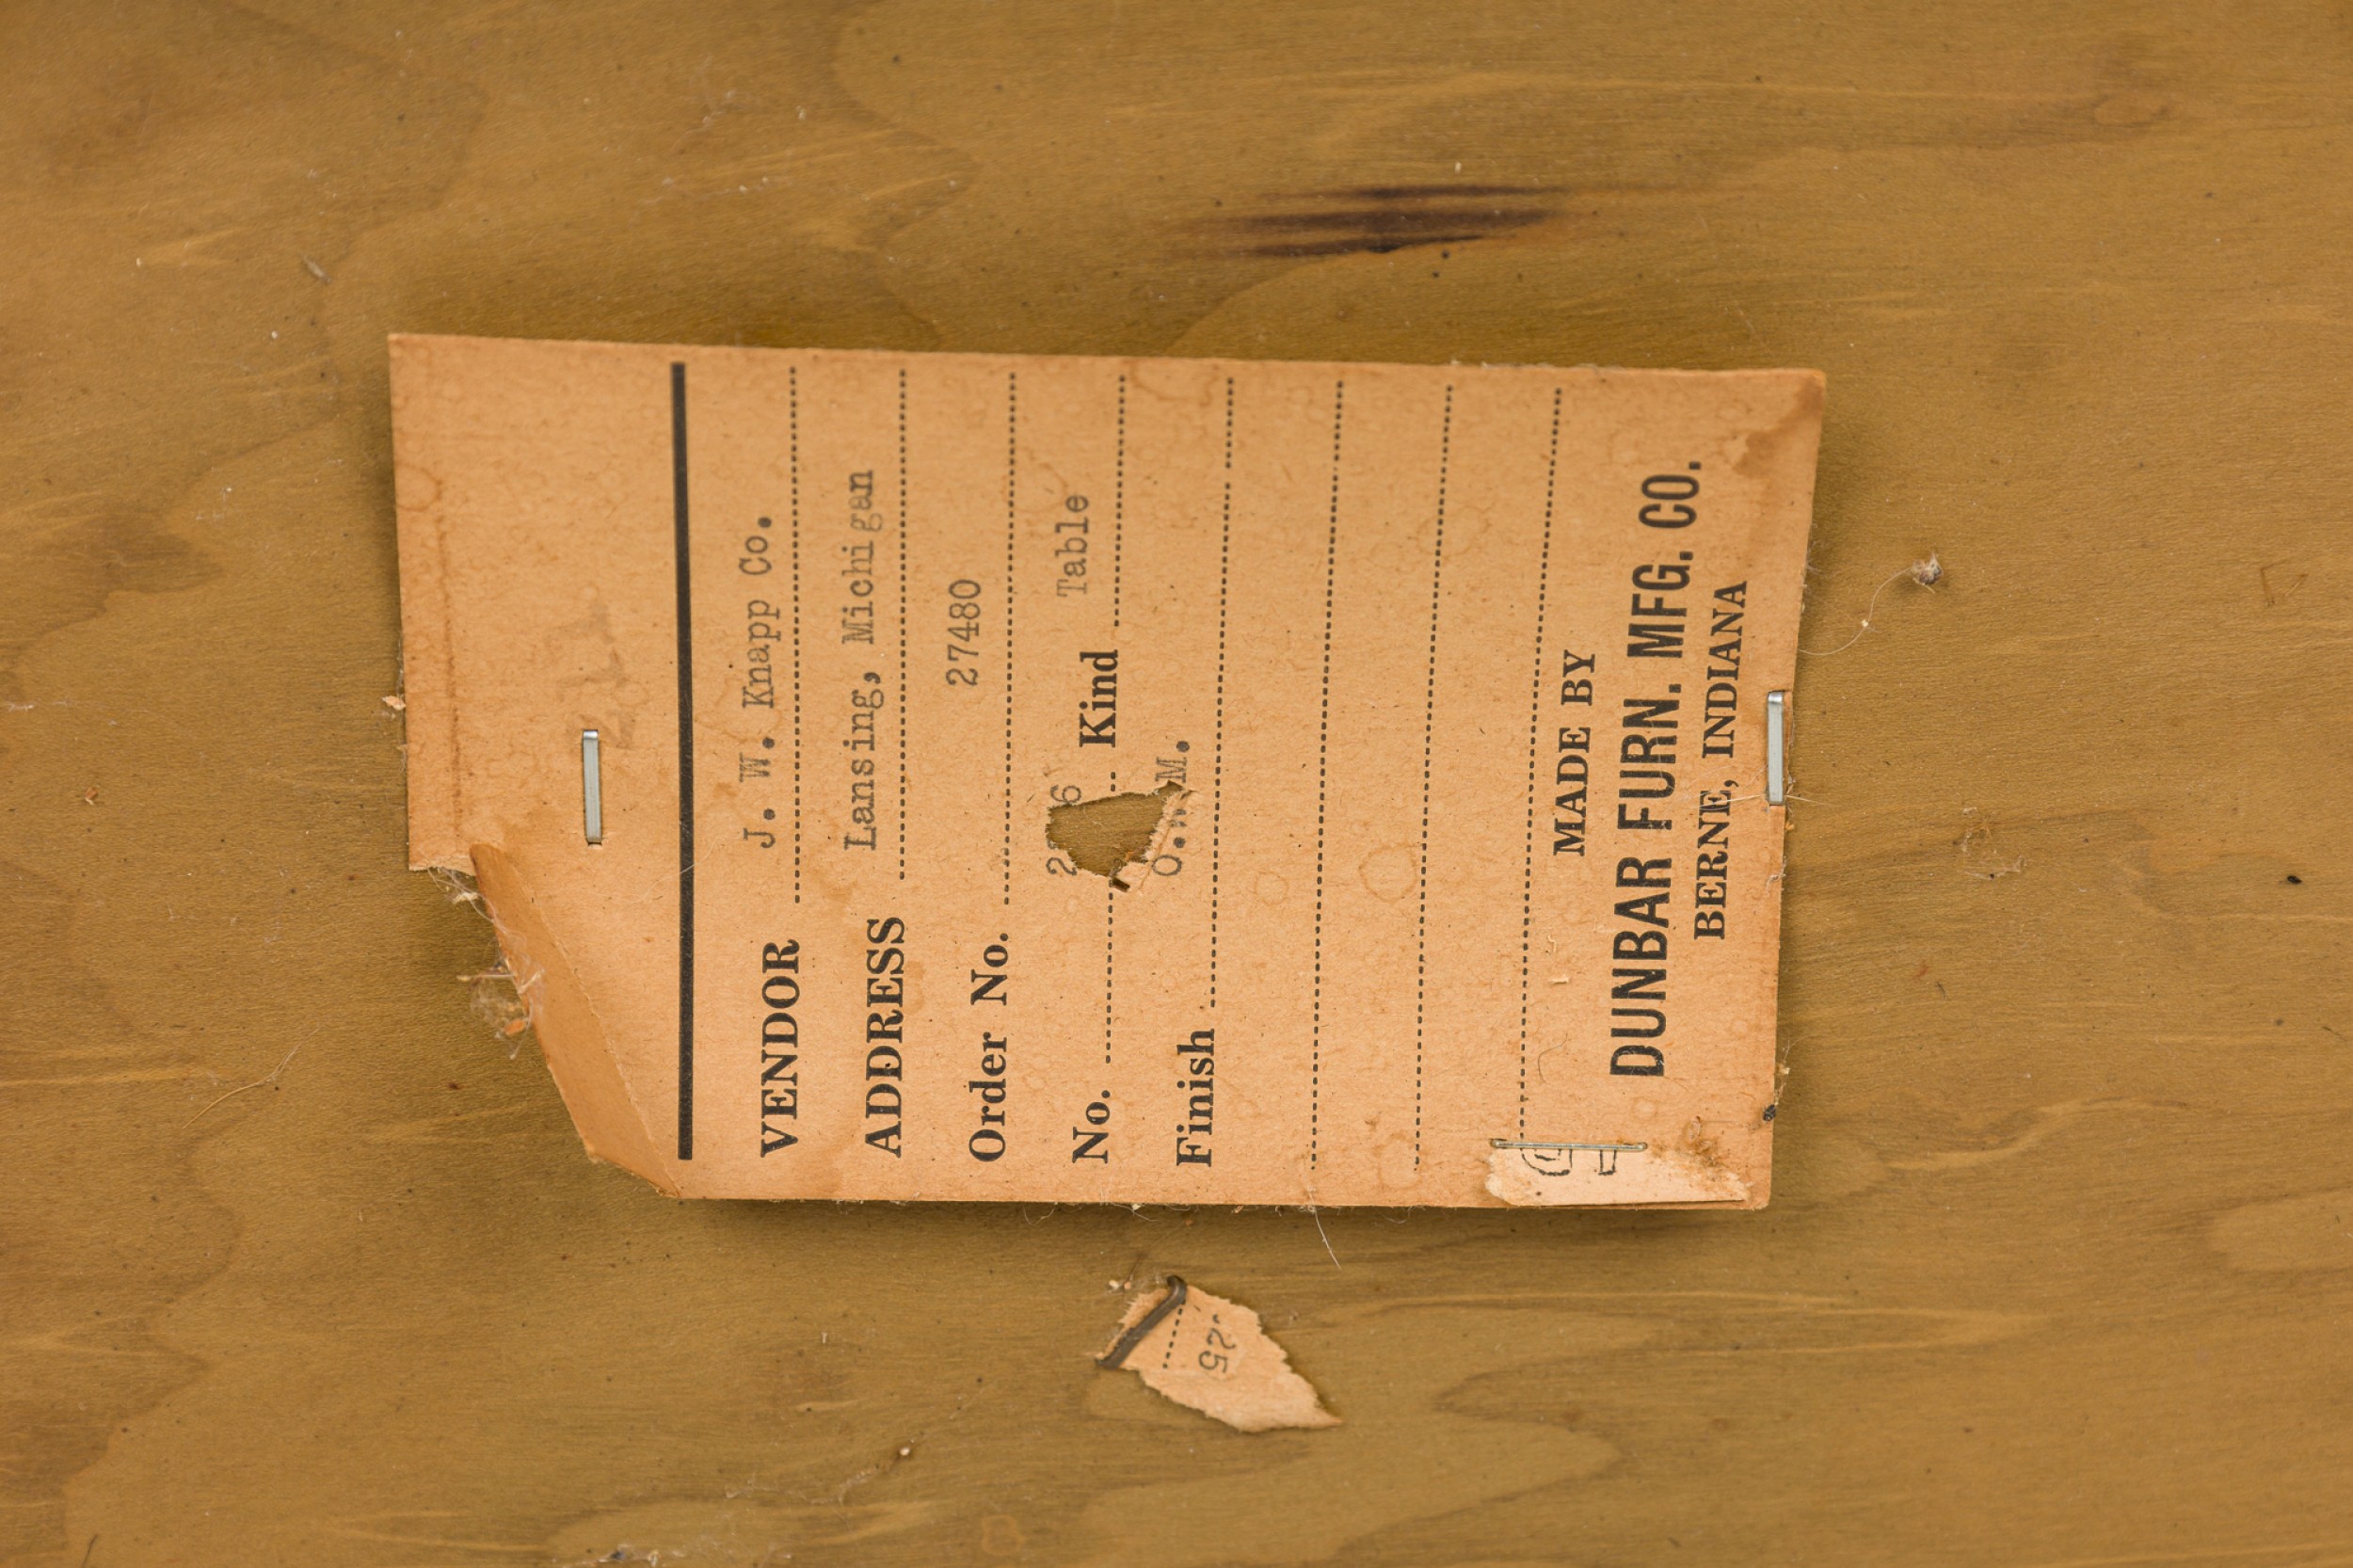 VENDOR J. W. Knapp Co.
ADDRESS Lansing, Michigan
Order No. 27480
No. Kind Table
Finish
MADE BY
DUNBAR FURN. MFG. CO.
BERNE, INDIANA
25